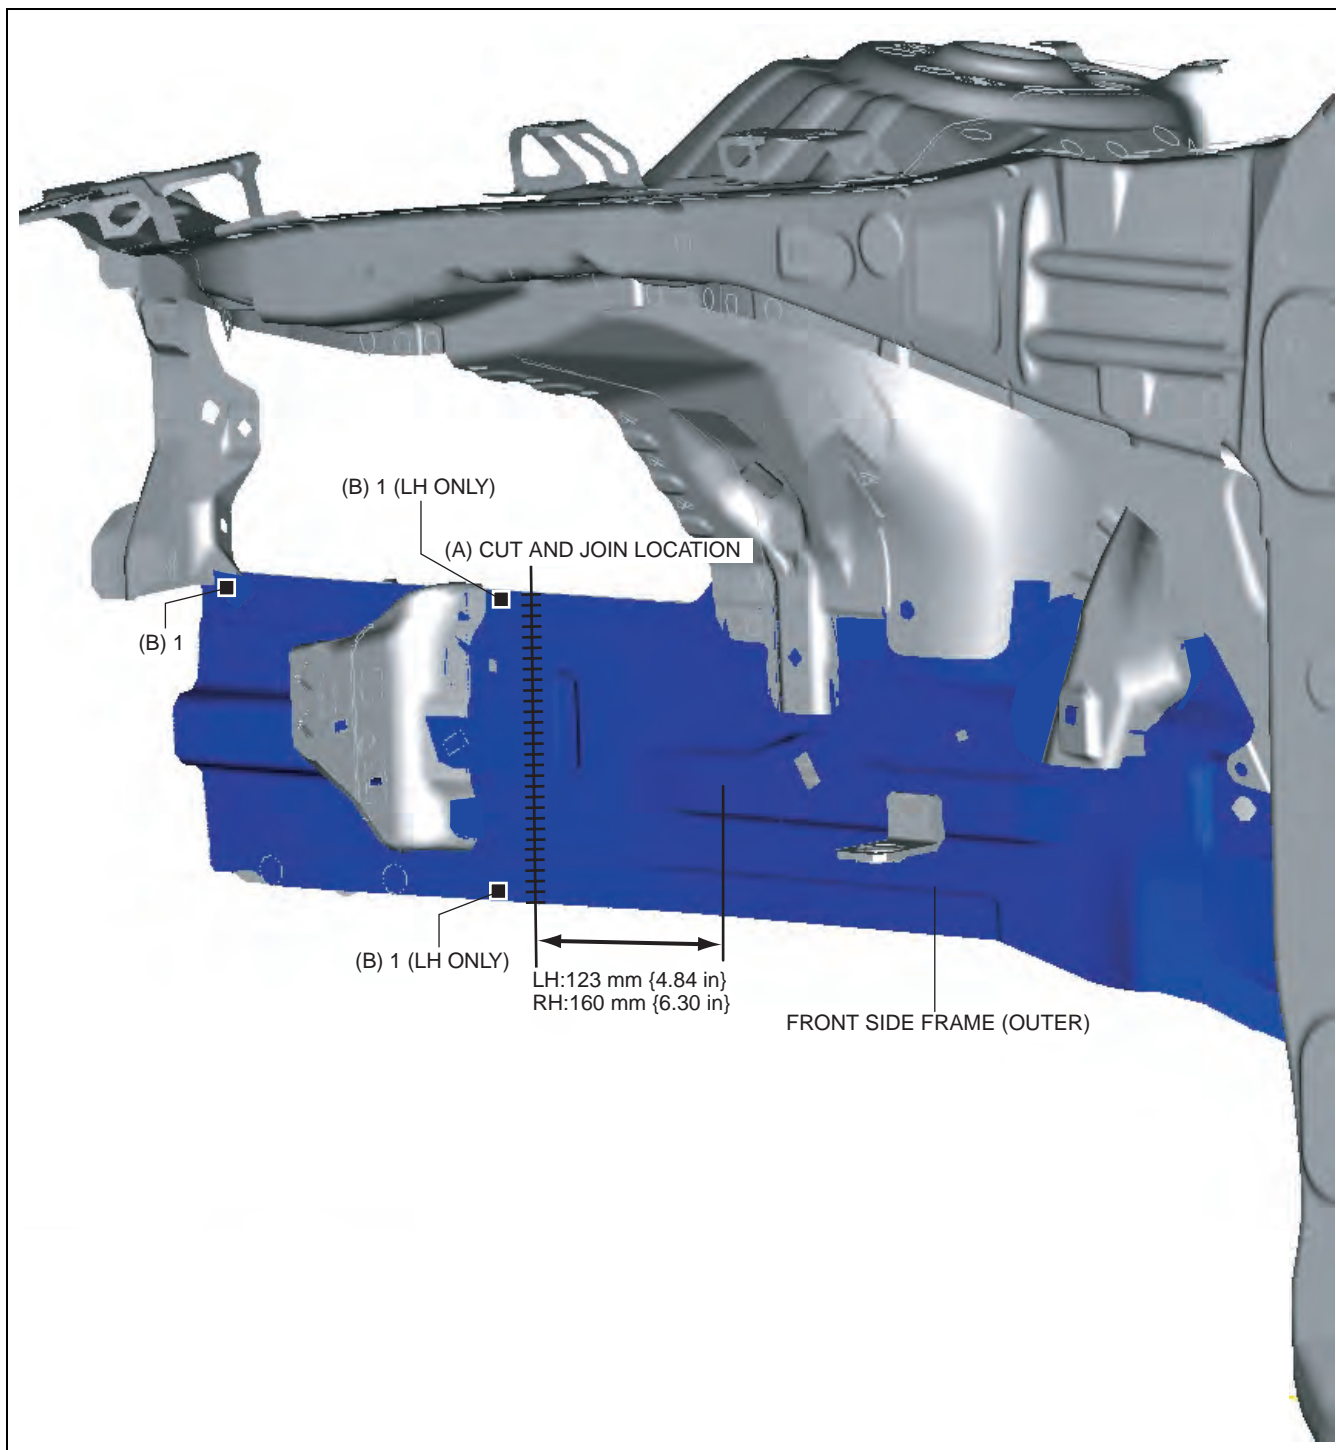 (B) 1 (LH ONLY)
(A) CUT AND JOIN LOCATION
(B) 1
(B) 1 (LH ONLY)
LH:123 mm {4.84 in}
RH:160 mm {6.30 in}
FRONT SIDE FRAME (OUTER)